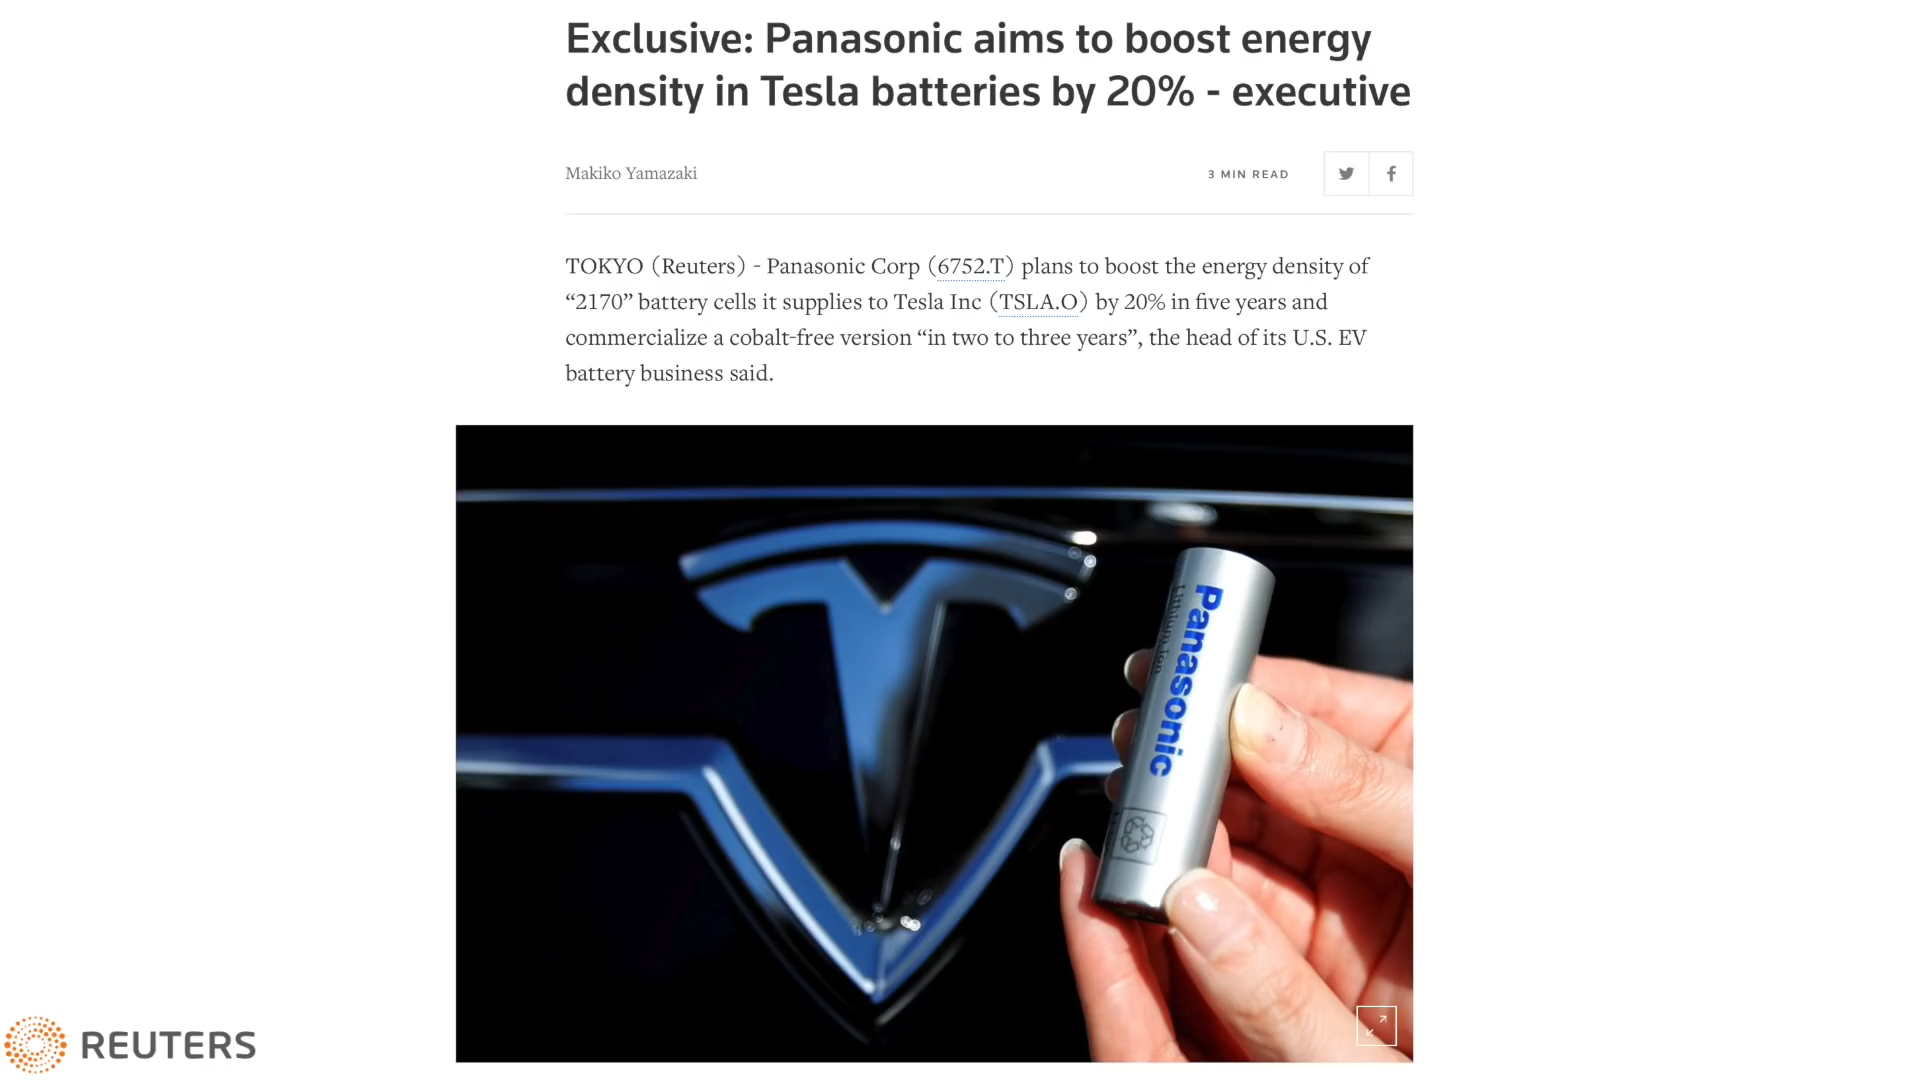 Exclusive: Panasonic aims to boost energy
density in Tesla batteries by 20% - executive
Makiko Yamazaki
3 MIN READ
TOKYO (Reuters) - Panasonic Corp (6752.T) plans to boost the energy density of
“2170” battery cells it supplies to Tesla Inc (TSLA.O) by 20% in five years and
commercialize a cobalt-free version “in two to three years”, the head of its U.S. EV
battery business said.
Panasonic
Lithium ion
REUTERS